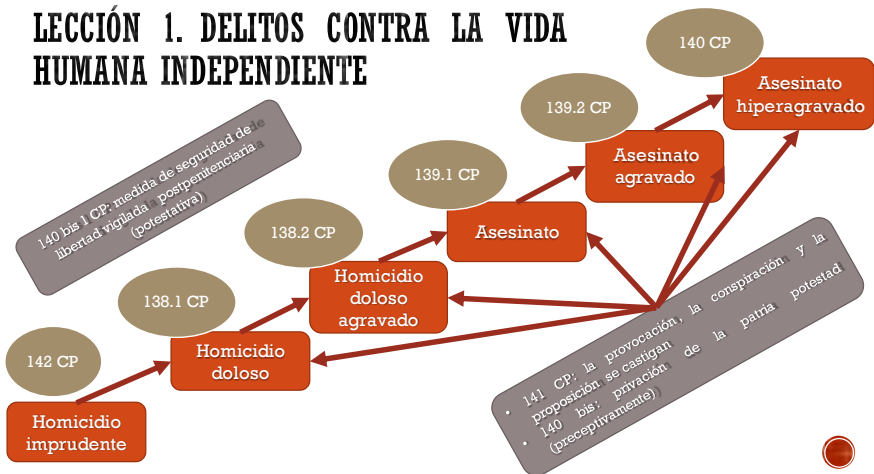 LECCIÓN 1. DELITOS CONTRA LA VIDA
HUMANA INDEPENDIENTE
140 CP
Asesinato
hiperagravado
139.2 CP
Asesinato
agravado
139.1 CP
Asesinato
138.2 CP
Homicidio
doloso
agravado
138.1 CP
Homicidio
doloso
142 CP
Homicidio
imprudente
140 bis 1 CP: medida de seguridad de
libertad vigilada postpenitenciaria
(potestativa)
• 141 CP: la provocación, la conspiración y la
proposición se castigan
• 140 bis: privación de la patria potestad
(preceptivamente)